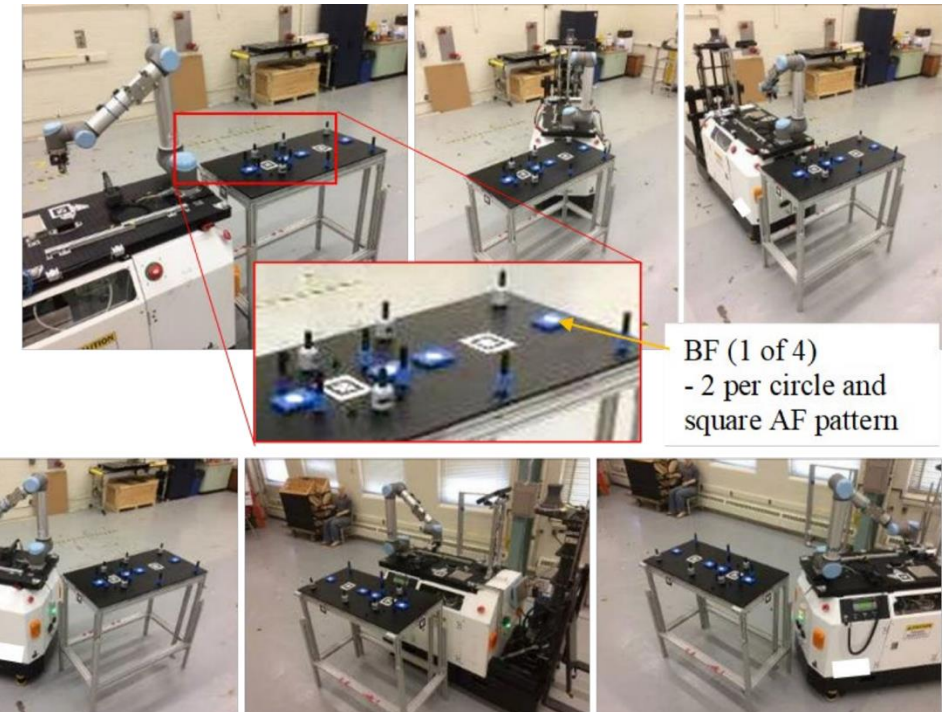 BF (1 of 4)
- 2 per circle and
square AF pattern